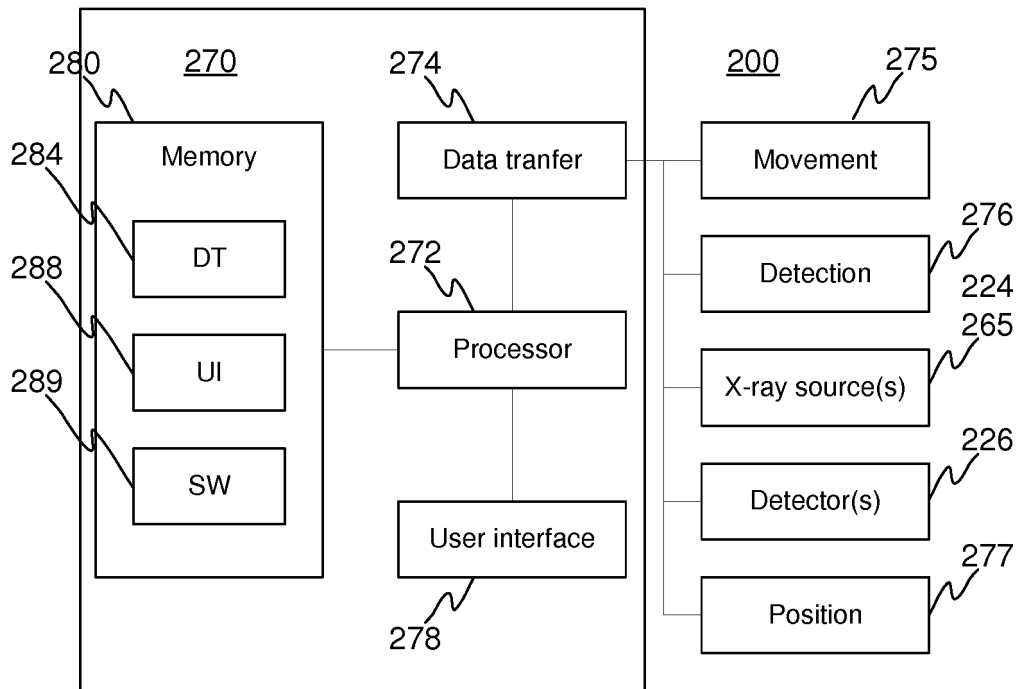 280
270
274
200
275
284
Memory
Data tranfer
Movement
276
DT
272
Detection
224
288
265
UI
Processor
X-ray source(s)
289
226
SW
User interface
Detector(s)
277
278
Position